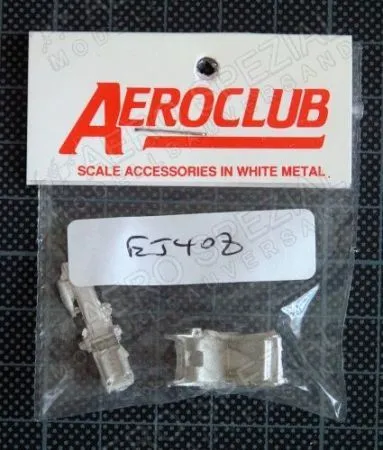 AEROCLUB
SCALE ACCESSORIES IN WHITE METAL
EJ408